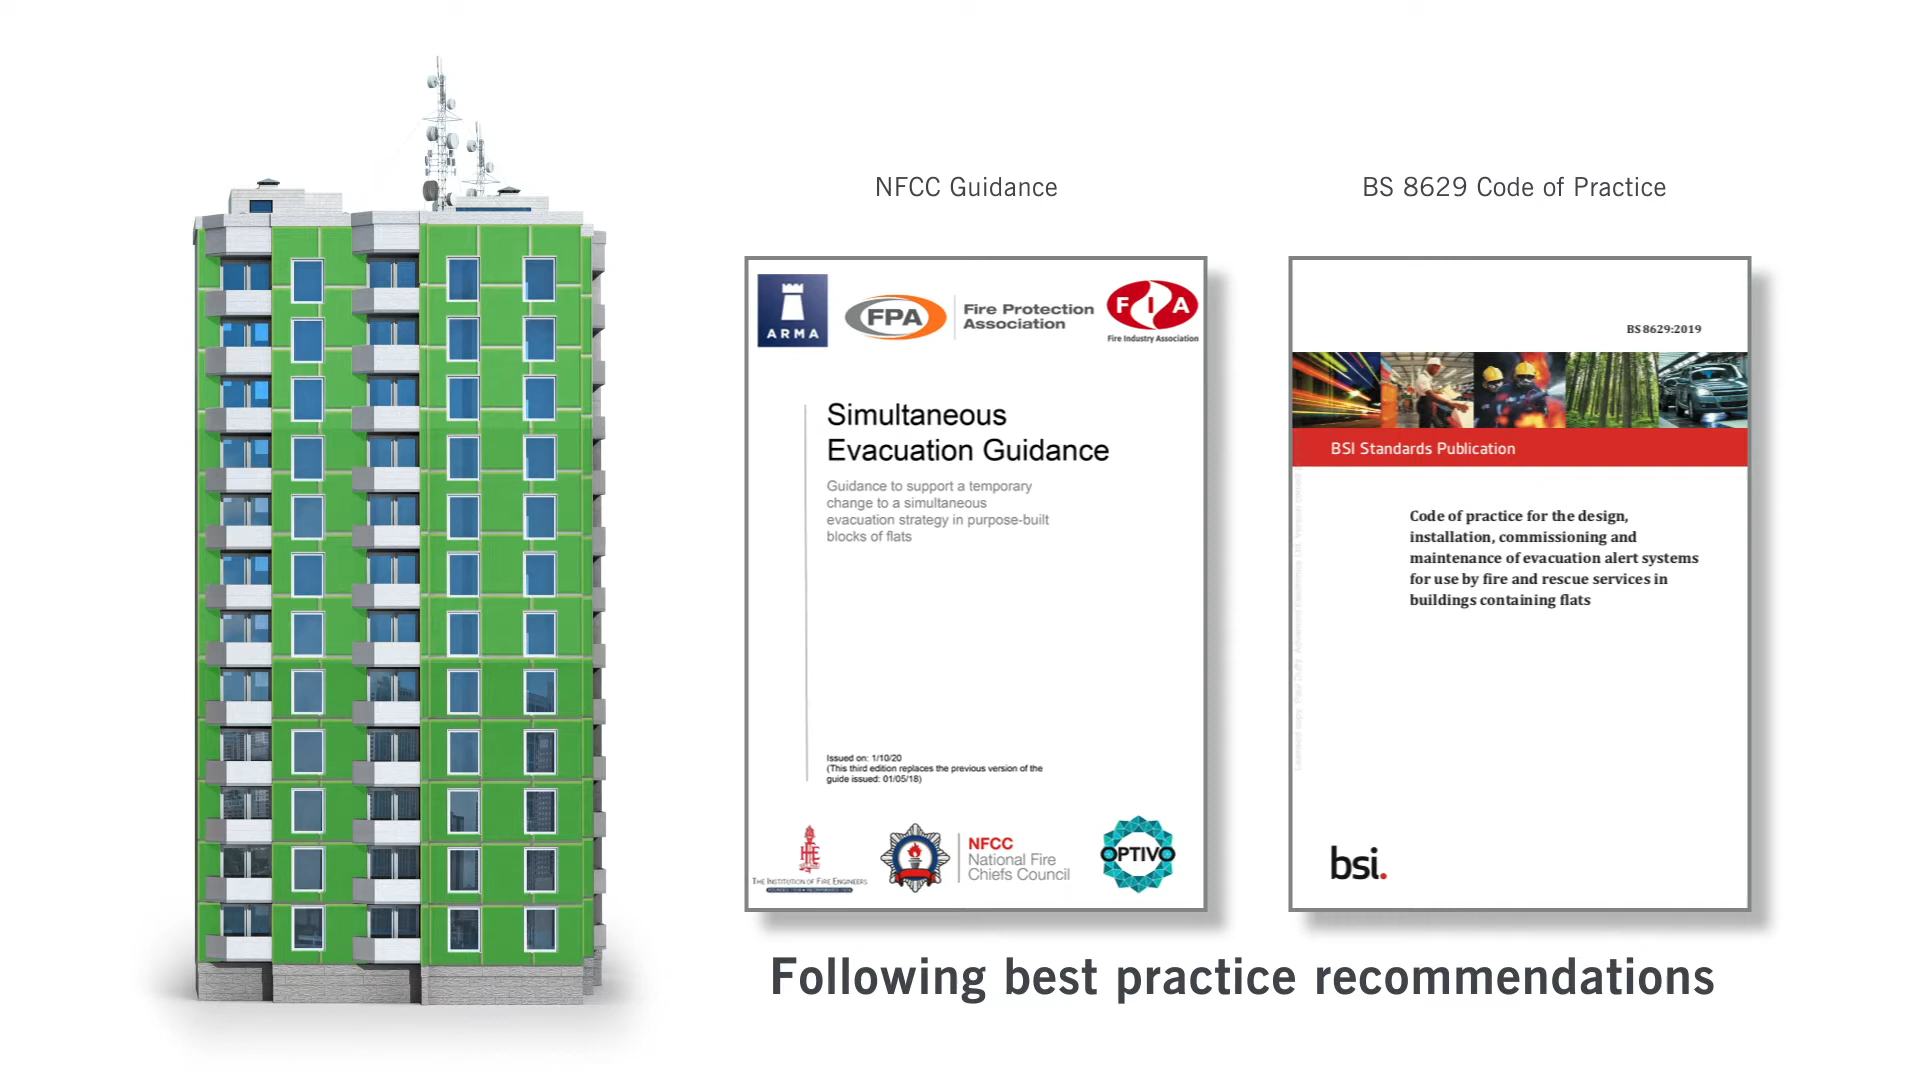 NFCC Guidance
BS 8629 Code of Practice
ARMA
FPA
Fire Protection
Association
FIA
Fire Industry Association
Simultaneous
Evacuation Guidance
Guidance to support a temporary
change to a simultaneous
evacuation strategy in purpose-built
blocks of flats
Issued on: 1/10/20
(This third edition replaces the previous version of the
guide issued: 01/05/18)
THE INSTITUTION OF FIRE ENGINEERS
NFCC
National Fire
Chiefs Council
OPTIVO
BS 8629:2019
BSI Standards Publication
Code of practice for the design,
installation, commissioning and
maintenance of evacuation alert systems
for use by fire and rescue services in
buildings containing flats
bsi.
Following best practice recommendations